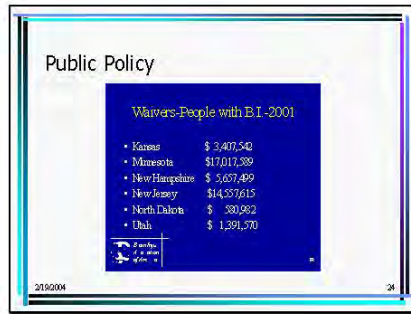 Public Policy
Waivers-People with B.I.-2001
• Kansas $ 3,407,542
• Minnesota $17,017,589
• New Hampshire $ 5,657,499
• New Jersey $14,557,615
• North Dakota $ 580,982
• Utah $ 1,391,570
2/19/2004 24